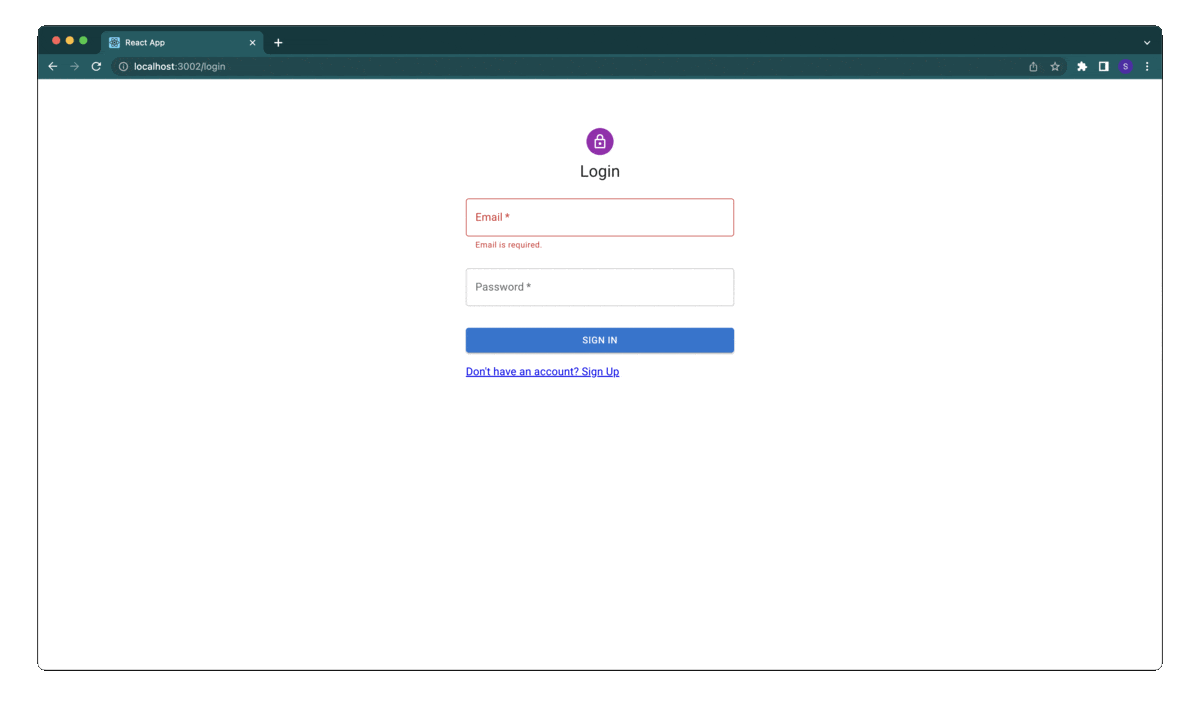 React App
localhost:3002/login
S
Login
Email *
Email is required.
Password *
SIGN IN
Don't have an account? Sign Up